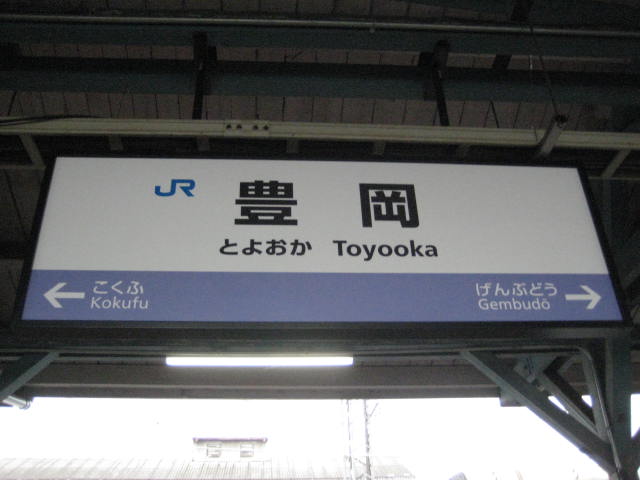 JR 豊岡
とよおか Toyooka
← こくふ
Kokufu
げんぶどう →
Gembudō